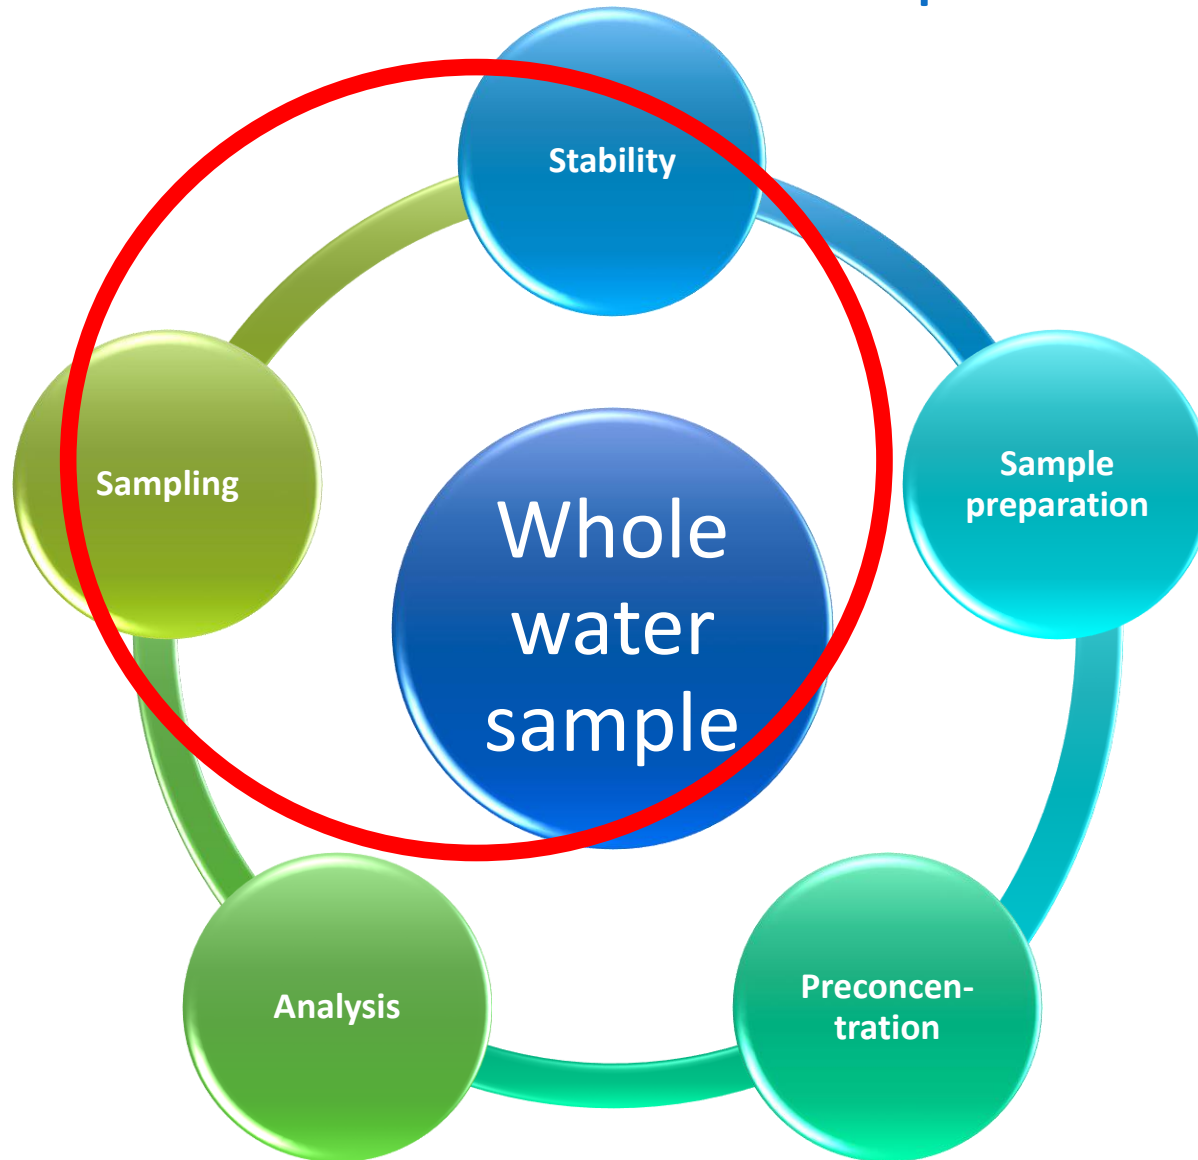 Stability
Sampling
Sample
preparation
Whole
water
sample
Analysis
Preconcen-
tration